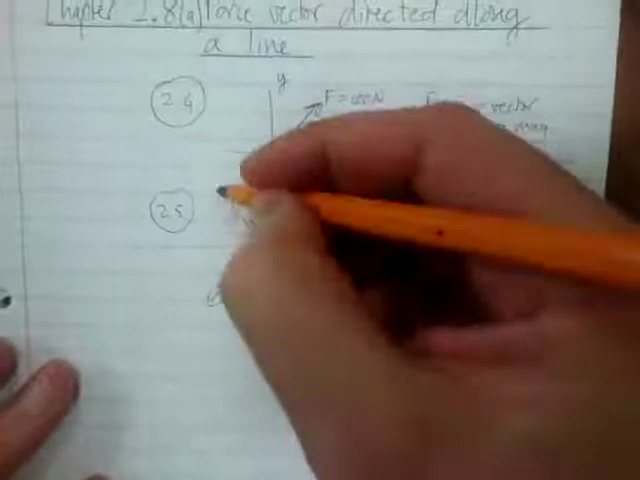 Chapter 2.8(a) Force vector directed along
a line
2.4
y
F = 100N
vector
2.5